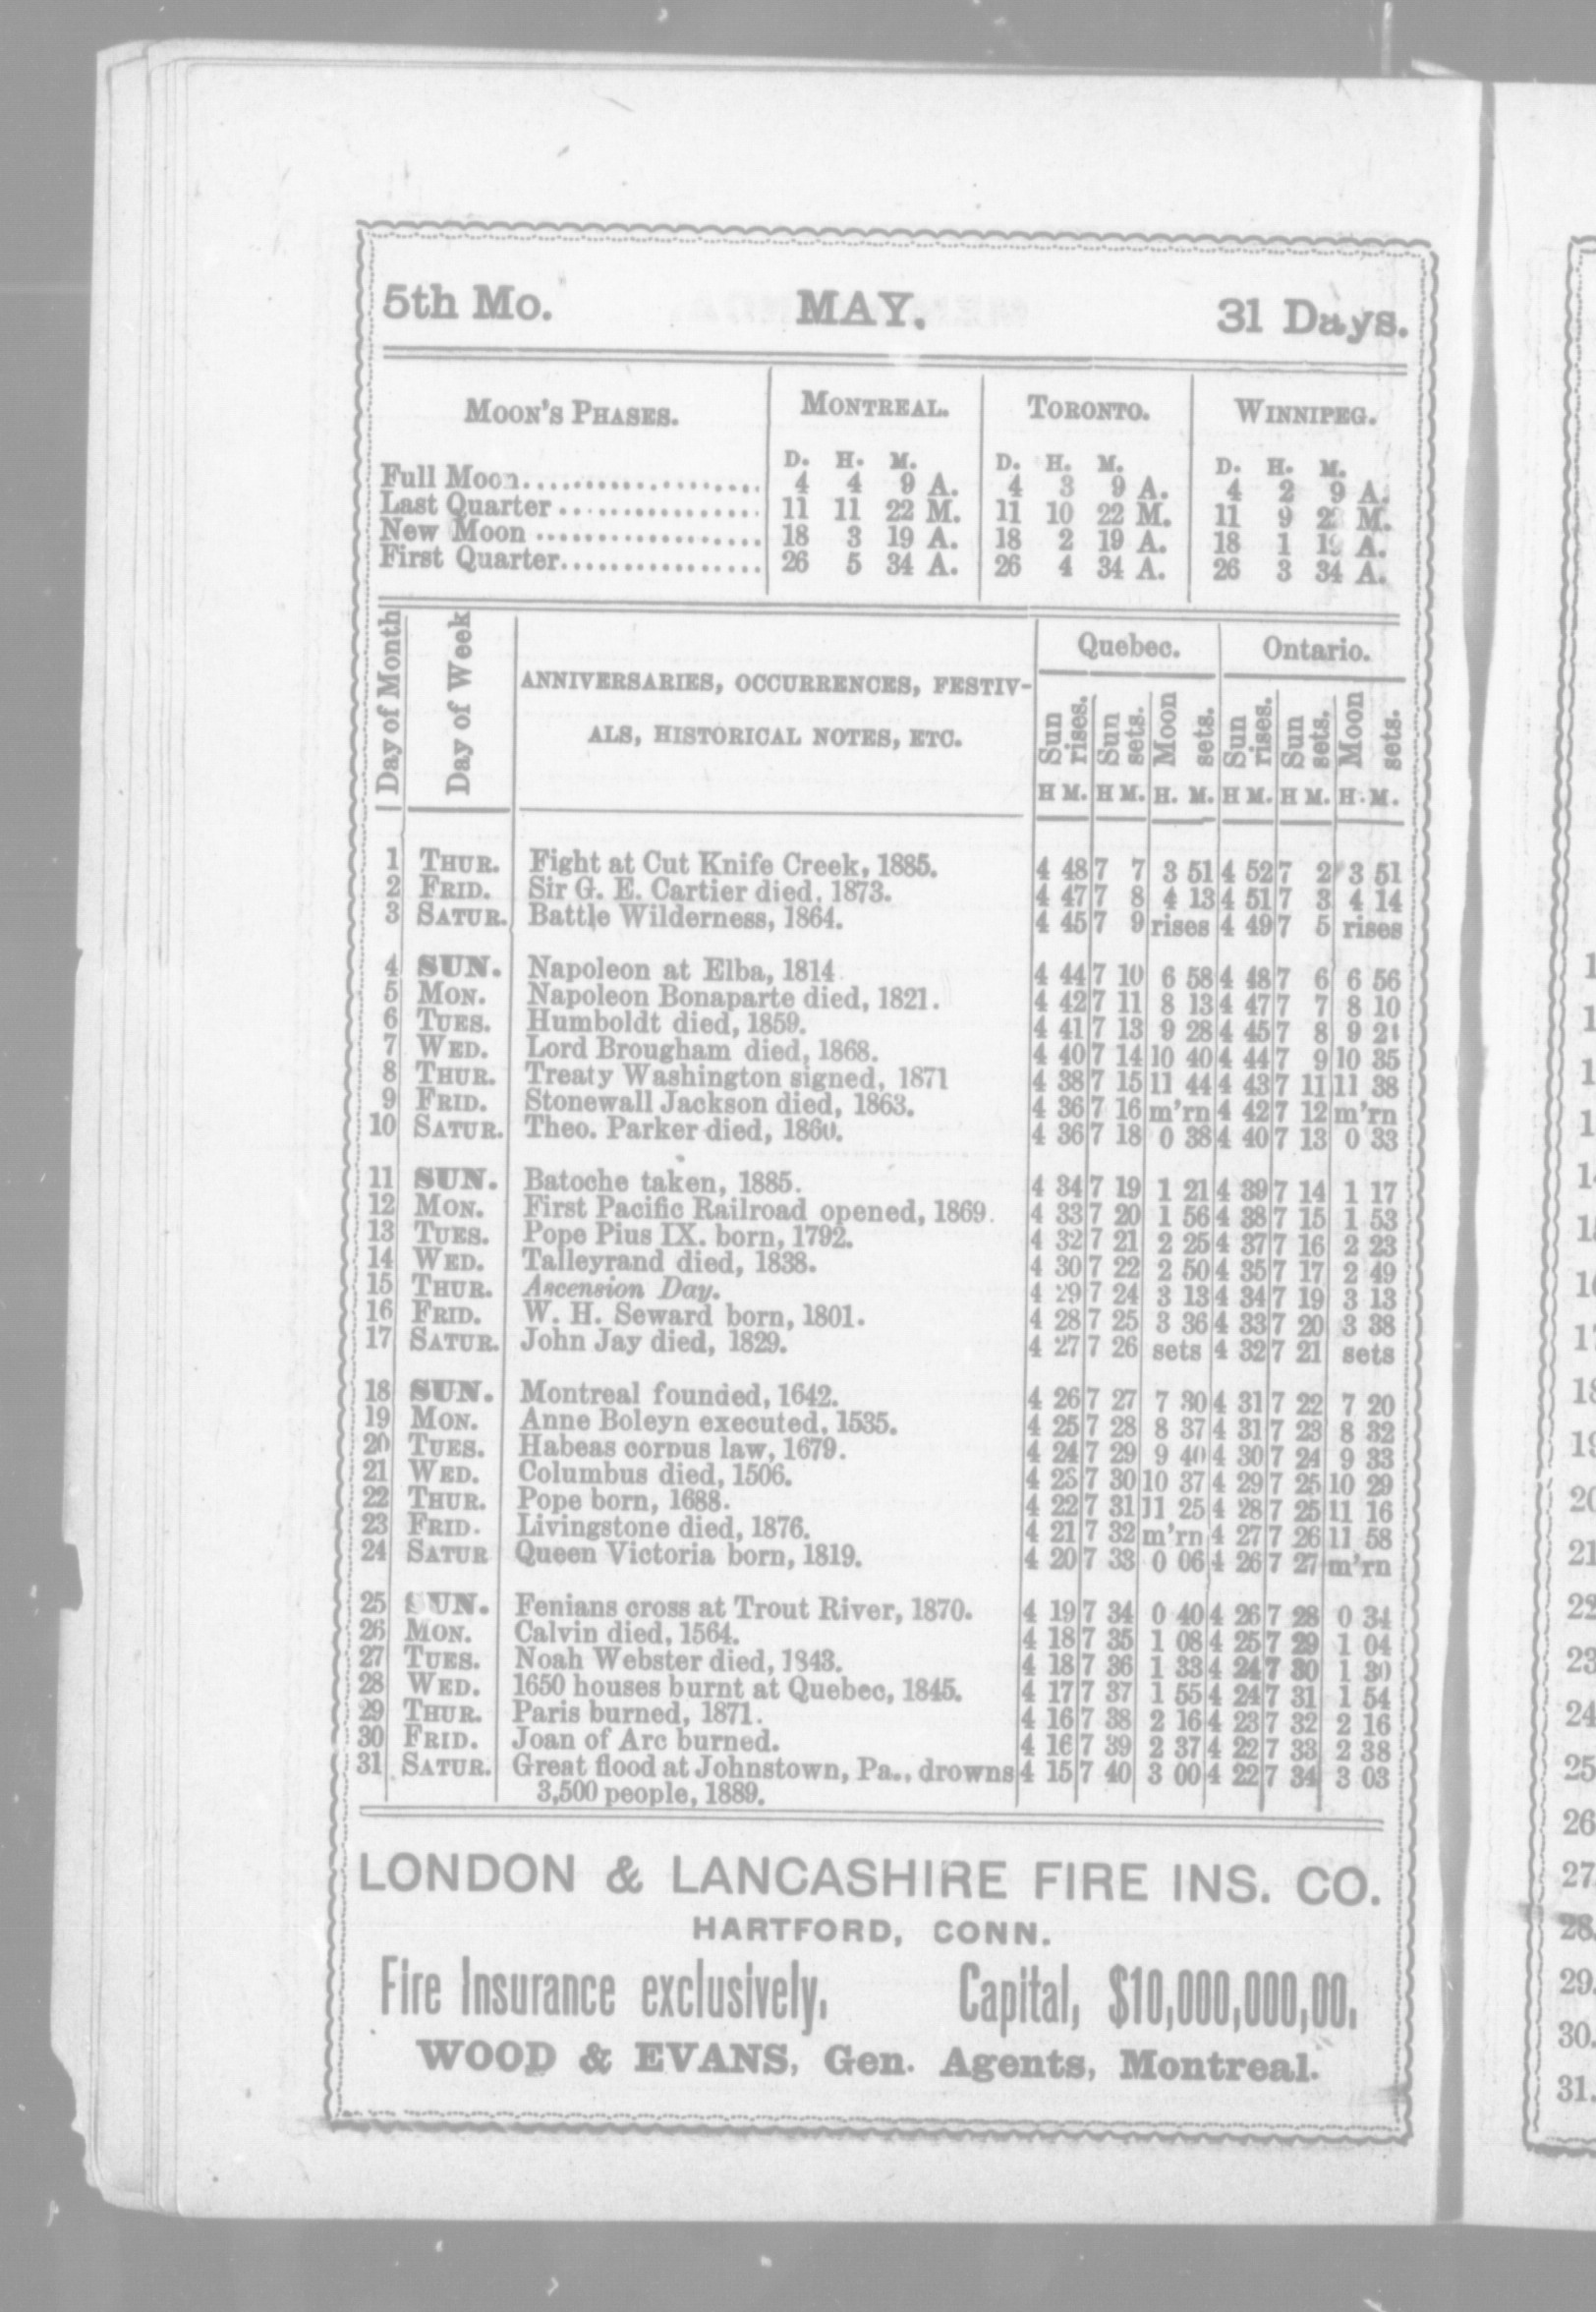 5th Mo. MAY. 31 Days.
MOON'S PHASES. MONTREAL. TORONTO. WINNIPEG.
D. H. M. D. H. M. D. H. M.
Full Moon.................... 4 4 9 A. 4 3 9 A. 4 2 9 A.
Last Quarter ................ 11 11 22 M. 11 10 22 M. 11 9 M.
New Moon .................. 18 3 19 A. 18 2 19 A. 18 1 A.
First Quarter................ 26 5 34 A. 26 4 34 A. 26 3 34 A.
Day of Month
Day of Week
ANNIVERSARIES, OCCURRENCES, FESTIV-
ALS, HISTORICAL NOTES, ETC.
Quebec. Ontario.
Sun rises. Sun sets. Moon sets. Sun rises. Sun sets. Moon sets.
H M. H M. H. M. H M. H M. H. M.
1 THUR. Fight at Cut Knife Creek, 1885. 4 48 7 7 3 51 4 52 7 2 3 51
2 FRID. Sir G. E. Cartier died, 1873. 4 47 7 8 4 13 4 51 7 3 4 14
3 SATUR. Battle Wilderness, 1864. 4 45 7 9 rises 4 49 7 5 rises
4 SUN. Napoleon at Elba, 1814 4 44 7 10 6 58 4 48 7 6 6 56
5 MON. Napoleon Bonaparte died, 1821. 4 42 7 11 8 13 4 47 7 7 8 10
6 TUES. Humboldt died, 1859. 4 41 7 13 9 28 4 45 7 8 9
7 WED. Lord Brougham died, 1868. 4 40 7 14 10 40 4 44 7 9 10 35
8 THUR. Treaty Washington signed, 1871 4 38 7 15 11 44 4 43 7 11 11 38
9 FRID. Stonewall Jackson died, 1863. 4 36 7 16 m'rn 4 42 7 12 m'rn
10 SATUR. Theo. Parker died, 1860. 4 36 7 18 0 38 4 40 7 13 0 33
11 SUN. Batoche taken, 1885. 4 34 7 19 1 21 4 39 7 14 1 17
12 MON. First Pacific Railroad opened, 1869. 4 33 7 20 1 56 4 38 7 15 1 53
13 TUES. Pope Pius IX. born, 1792. 4 32 7 21 2 25 4 37 7 16 2 23
14 WED. Talleyrand died, 1838. 4 30 7 22 2 50 4 35 7 17 2 49
15 THUR. Ascension Day. 4 29 7 24 3 13 4 34 7 19 3 13
16 FRID. W. H. Seward born, 1801. 4 28 7 25 3 36 4 33 7 20 3 38
17 SATUR. John Jay died, 1829. 4 27 7 26 sets 4 32 7 21 sets
18 SUN. Montreal founded, 1642. 4 26 7 27 7 30 4 31 7 22 7 20
19 MON. Anne Boleyn executed, 1535. 4 25 7 28 8 37 4 31 7 23 8 32
20 TUES. Habeas corpus law, 1679. 4 24 7 29 9 40 4 30 7 24 9 33
21 WED. Columbus died, 1506. 4 23 7 30 10 37 4 29 7 25 10 29
22 THUR. Pope born, 1688. 4 22 7 31 11 25 4 28 7 25 11 16
23 FRID. Livingstone died, 1876. 4 21 7 32 m'rn 4 27 7 26 11 58
24 SATUR Queen Victoria born, 1819. 4 20 7 33 0 06 4 26 7 27 m'rn
25 SUN. Fenians cross at Trout River, 1870. 4 19 7 34 0 40 4 26 7 28 0 34
26 MON. Calvin died, 1564. 4 18 7 35 1 08 4 25 7 29 1 04
27 TUES. Noah Webster died, 1843. 4 18 7 36 1 33 4 24 7 30 1 30
28 WED. 1650 houses burnt at Quebec, 1845. 4 17 7 37 1 55 4 24 7 31 1 54
29 THUR. Paris burned, 1871. 4 16 7 38 2 16 4 23 7 32 2 16
30 FRID. Joan of Arc burned. 4 16 7 39 2 37 4 22 7 33 2 38
31 SATUR. Great flood at Johnstown, Pa., drowns 4 15 7 40 3 00 4 22 7 34 3 03
3,500 people, 1889.
LONDON & LANCASHIRE FIRE INS. CO.
HARTFORD, CONN.
Fire Insurance exclusively. Capital, $10,000,000,00.
WOOD & EVANS, Gen. Agents, Montreal.
20
21
22
23
24
25
26
27
28.
29.
30.
31.